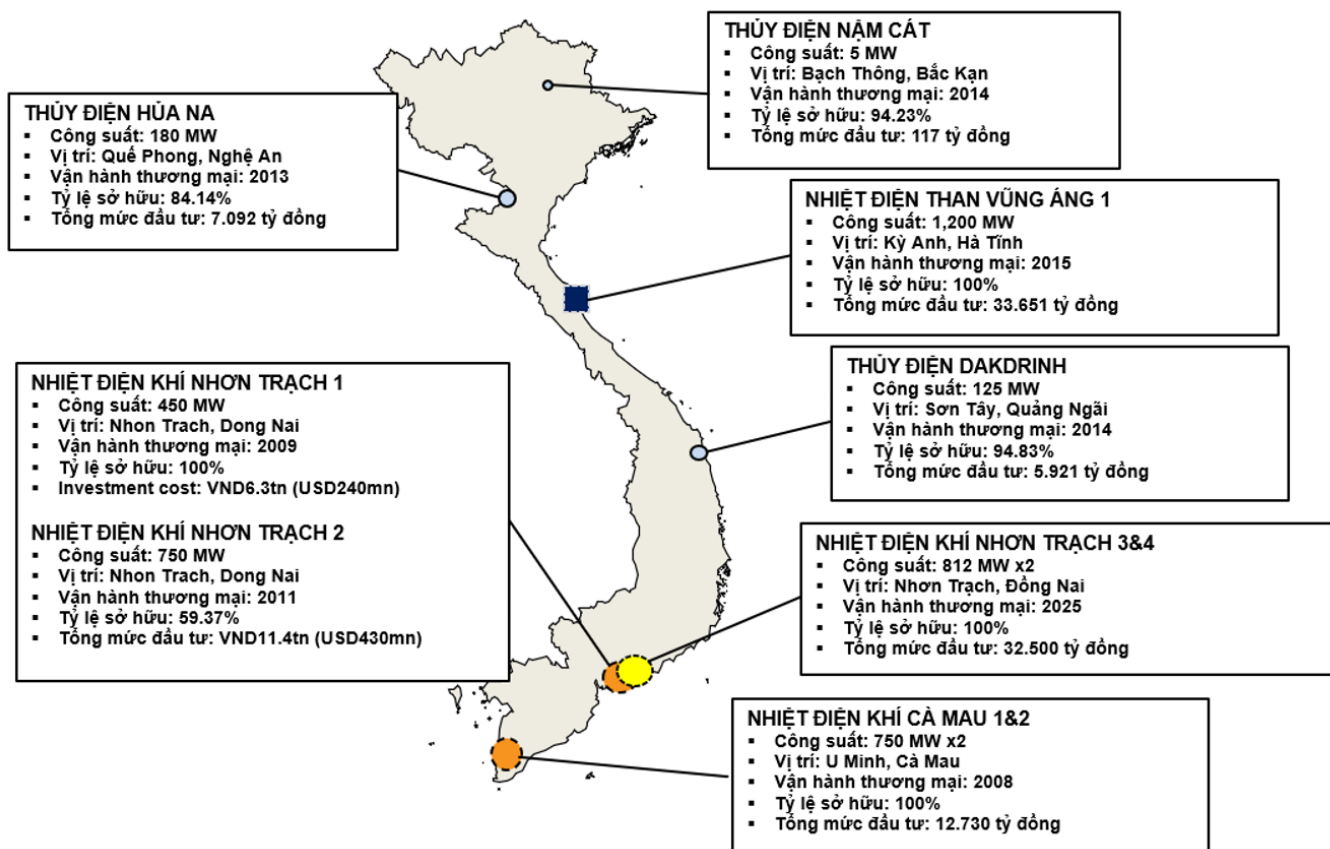 THỦY ĐIỆN NẬM CÁT
▪ Công suất: 5 MW
▪ Vị trí: Bạch Thông, Bắc Kạn
▪ Vận hành thương mại: 2014
▪ Tỷ lệ sở hữu: 94.23%
▪ Tổng mức đầu tư: 117 tỷ đồng
THỦY ĐIỆN HỦA NA
▪ Công suất: 180 MW
▪ Vị trí: Quế Phong, Nghệ An
▪ Vận hành thương mại: 2013
▪ Tỷ lệ sở hữu: 84.14%
▪ Tổng mức đầu tư: 7.092 tỷ đồng
NHIỆT ĐIỆN THAN VŨNG ÁNG 1
▪ Công suất: 1,200 MW
▪ Vị trí: Kỳ Anh, Hà Tĩnh
▪ Vận hành thương mại: 2015
▪ Tỷ lệ sở hữu: 100%
▪ Tổng mức đầu tư: 33.651 tỷ đồng
THỦY ĐIỆN DAKDRINH
▪ Công suất: 125 MW
▪ Vị trí: Sơn Tây, Quảng Ngãi
▪ Vận hành thương mại: 2014
▪ Tỷ lệ sở hữu: 94.83%
▪ Tổng mức đầu tư: 5.921 tỷ đồng
NHIỆT ĐIỆN KHÍ NHƠN TRẠCH 1
▪ Công suất: 450 MW
▪ Vị trí: Nhon Trach, Dong Nai
▪ Vận hành thương mại: 2009
▪ Tỷ lệ sở hữu: 100%
▪ Investment cost: VND6.3tn (USD240mn)
NHIỆT ĐIỆN KHÍ NHƠN TRẠCH 2
▪ Công suất: 750 MW
▪ Vị trí: Nhon Trach, Dong Nai
▪ Vận hành thương mại: 2011
▪ Tỷ lệ sở hữu: 59.37%
▪ Tổng mức đầu tư: VND11.4tn (USD430mn)
NHIỆT ĐIỆN KHÍ NHƠN TRẠCH 3&4
▪ Công suất: 812 MW x2
▪ Vị trí: Nhơn Trạch, Đồng Nai
▪ Vận hành thương mại: 2025
▪ Tỷ lệ sở hữu: 100%
▪ Tổng mức đầu tư: 32.500 tỷ đồng
NHIỆT ĐIỆN KHÍ CÀ MAU 1&2
▪ Công suất: 750 MW x2
▪ Vị trí: U Minh, Cà Mau
▪ Vận hành thương mại: 2008
▪ Tỷ lệ sở hữu: 100%
▪ Tổng mức đầu tư: 12.730 tỷ đồng